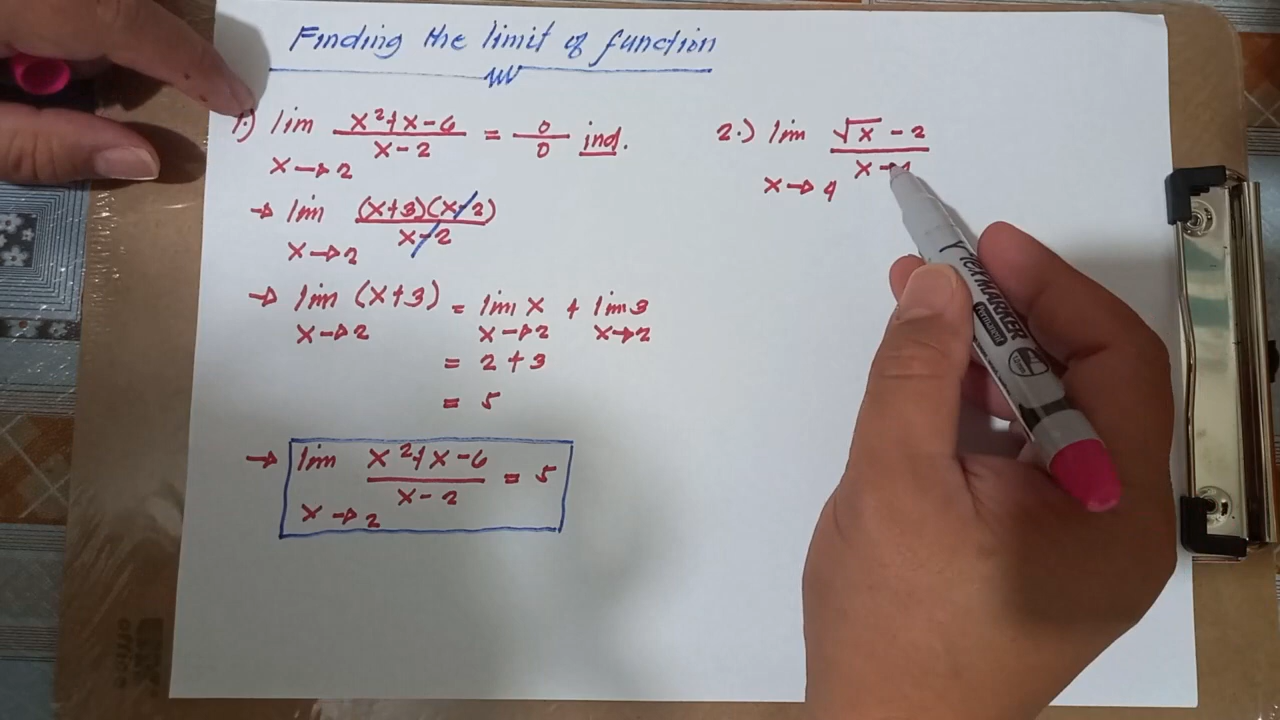 Finding the limit of function
1.) lim x²+x-6 / x-2 = 0/0 ind.
x→2
→ lim (x+3)(x-2) / x-2
x→2
→ lim (x+3) = lim x + lim 3
x→2 x→2 x→2
= 2+3
= 5
→ lim x²+x-6 / x-2 = 5
x→2
2.) lim √x - 2 / x-
x→4
FLEXMARKER
Permanent